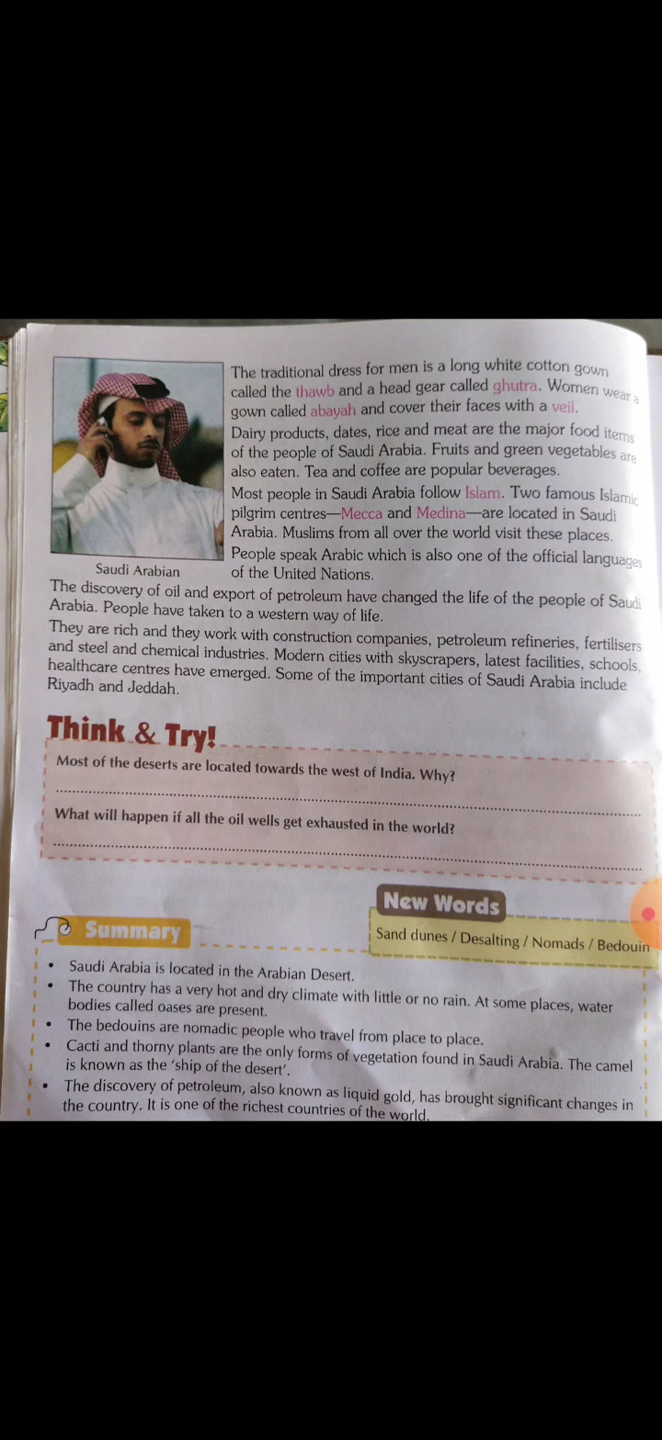 The traditional dress for men is a long white cotton gown
called the thawb and a head gear called ghutra. Women wear a
gown called abayah and cover their faces with a veil.
Dairy products, dates, rice and meat are the major food items
of the people of Saudi Arabia. Fruits and green vegetables are
also eaten. Tea and coffee are popular beverages.
Most people in Saudi Arabia follow Islam. Two famous Islamic
pilgrim centres—Mecca and Medina—are located in Saudi
Arabia. Muslims from all over the world visit these places.
People speak Arabic which is also one of the official languages
of the United Nations.
Saudi Arabian
The discovery of oil and export of petroleum have changed the life of the people of Saudi
Arabia. People have taken to a western way of life.
They are rich and they work with construction companies, petroleum refineries, fertilisers
and steel and chemical industries. Modern cities with skyscrapers, latest facilities, schools,
healthcare centres have emerged. Some of the important cities of Saudi Arabia include
Riyadh and Jeddah.
Think & Try!
Most of the deserts are located towards the west of India. Why?
What will happen if all the oil wells get exhausted in the world?
New Words
Sand dunes / Desalting / Nomads / Bedouin
Summary
• Saudi Arabia is located in the Arabian Desert.
• The country has a very hot and dry climate with little or no rain. At some places, water
bodies called oases are present.
• The bedouins are nomadic people who travel from place to place.
• Cacti and thorny plants are the only forms of vegetation found in Saudi Arabia. The camel
is known as the 'ship of the desert'.
• The discovery of petroleum, also known as liquid gold, has brought significant changes in
the country. It is one of the richest countries of the world.